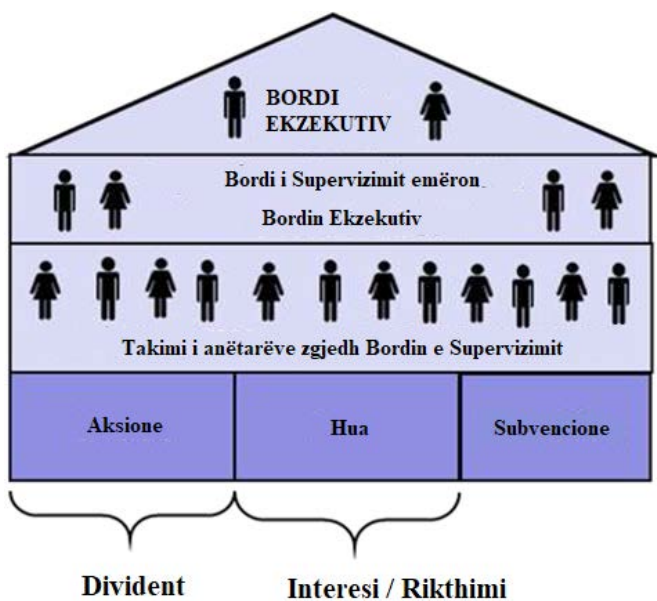 BORDI
EKZEKUTIV
Bordi i Supervizimit emëron
Bordin Ekzekutiv
Takimi i anëtarëve zgjedh Bordin e Supervizimit
Aksione
Hua
Subvencione
Divident
Interesi / Rikthimi